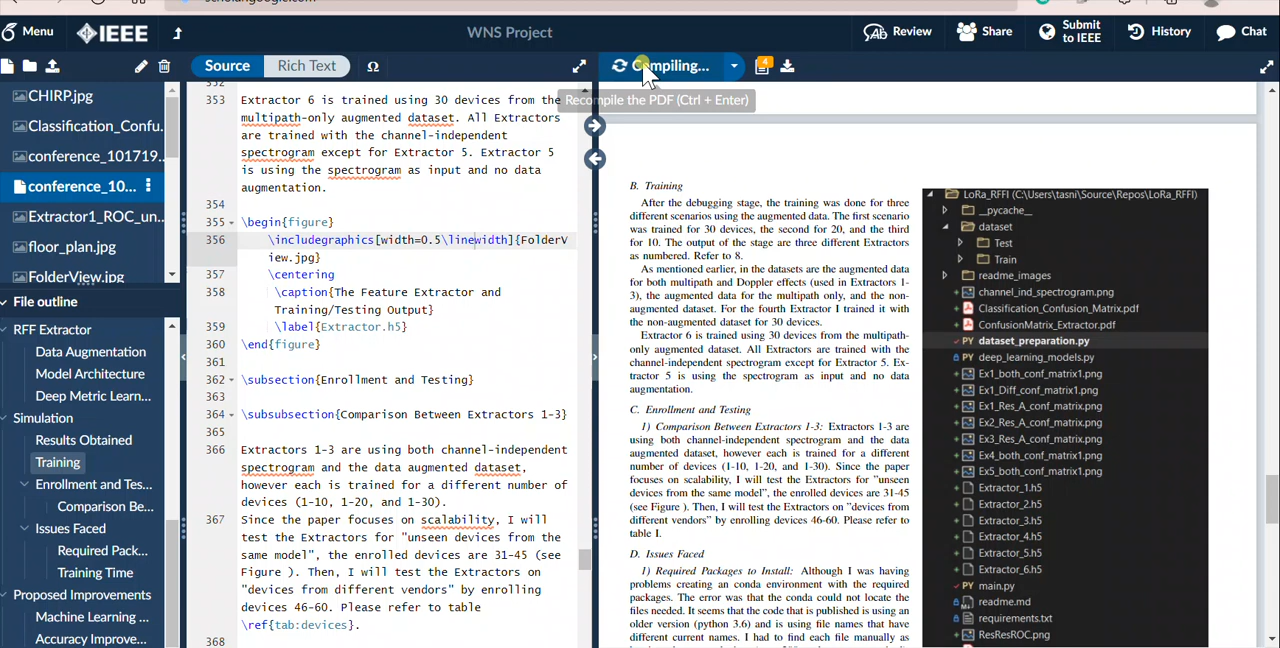 scholar.google.com
Menu
IEEE
WNS Project
Review
Share
Submit to IEEE
History
Chat
Source
Rich Text
Ω
Compiling...
4
Recompile the PDF (Ctrl + Enter)
CHIRP.jpg
Classification_Confu...
conference_101719...
conference_10...
Extractor1_ROC_un...
floor_plan.jpg
FolderView.jpg
File outline
RFF Extractor
Data Augmentation
Model Architecture
Deep Metric Learn...
Simulation
Results Obtained
Training
Enrollment and Tes...
Comparison Be...
Issues Faced
Required Pack...
Training Time
Proposed Improvements
Machine Learning ...
Accuracy Improve...
352
353 Extractor 6 is trained using 30 devices from the
multipath-only augmented dataset. All Extractors
are trained with the channel-independent
spectrogram except for Extractor 5. Extractor 5
is using the spectrogram as input and no data
augmentation.
354
355 \begin{figure}
356 \includegraphics[width=0.5\linewidth]{FolderV
iew.jpg}
357 \centering
358 \caption{The Feature Extractor and
Training/Testing Output}
359 \label{Extractor.h5}
360 \end{figure}
361
362 \subsection{Enrollment and Testing}
363
364 \subsubsection{Comparison Between Extractors 1-3}
365
366 Extractors 1-3 are using both channel-independent
spectrogram and the data augmented dataset,
however each is trained for a different number of
devices (1-10, 1-20, and 1-30).
367 Since the paper focuses on scalability, I will
test the Extractors for "unseen devices from the
same model", the enrolled devices are 31-45 (see
Figure ). Then, I will test the Extractors on
"devices from different vendors" by enrolling
devices 46-60. Please refer to table
\ref{tab:devices}.
368
B. Training
After the debugging stage, the training was done for three
different scenarios using the augmented data. The first scenario
was trained for 30 devices, the second for 20, and the third
for 10. The output of the stage are three different Extractors
as numbered. Refer to 8.
As mentioned earlier, in the datasets are the augmented data
for both multipath and Doppler effects (used in Extractors 1-
3), the augmented data for the multipath only, and the non-
augmented dataset. For the fourth Extractor I trained it with
the non-augmented dataset for 30 devices.
Extractor 6 is trained using 30 devices from the multipath-
only augmented dataset. All Extractors are trained with the
channel-independent spectrogram except for Extractor 5. Ex-
tractor 5 is using the spectrogram as input and no data
augmentation.
C. Enrollment and Testing
1) Comparison Between Extractors 1-3: Extractors 1-3 are
using both channel-independent spectrogram and the data
augmented dataset, however each is trained for a different
number of devices (1-10, 1-20, and 1-30). Since the paper
focuses on scalability, I will test the Extractors for "unseen
devices from the same model", the enrolled devices are 31-45
(see Figure ). Then, I will test the Extractors on "devices from
different vendors" by enrolling devices 46-60. Please refer to
table I.
D. Issues Faced
1) Required Packages to Install: Although I was having
problems creating an conda environment with the required
packages. The error was that the conda could not locate the
files needed. It seems that the code that is published is using an
older version (python 3.6) and is using file names that have
different current names. I had to find each file manually as
LoRa_RFFI (C:\Users\tasni\Source\Repos\LoRa_RFFI)
__pycache__
dataset
Test
Train
readme_images
channel_ind_spectrogram.png
Classification_Confusion_Matrix.pdf
ConfusionMatrix_Extractor.pdf
PY dataset_preparation.py
PY deep_learning_models.py
Ex1_both_conf_matrix1.png
Ex1_Diff_conf_matrix1.png
Ex1_Res_A_conf_matrix.png
Ex2_Res_A_conf_matrix.png
Ex3_Res_A_conf_matrix.png
Ex4_both_conf_matrix1.png
Ex5_both_conf_matrix1.png
Extractor_1.h5
Extractor_2.h5
Extractor_3.h5
Extractor_4.h5
Extractor_5.h5
Extractor_6.h5
PY main.py
readme.md
requirements.txt
ResResROC.png